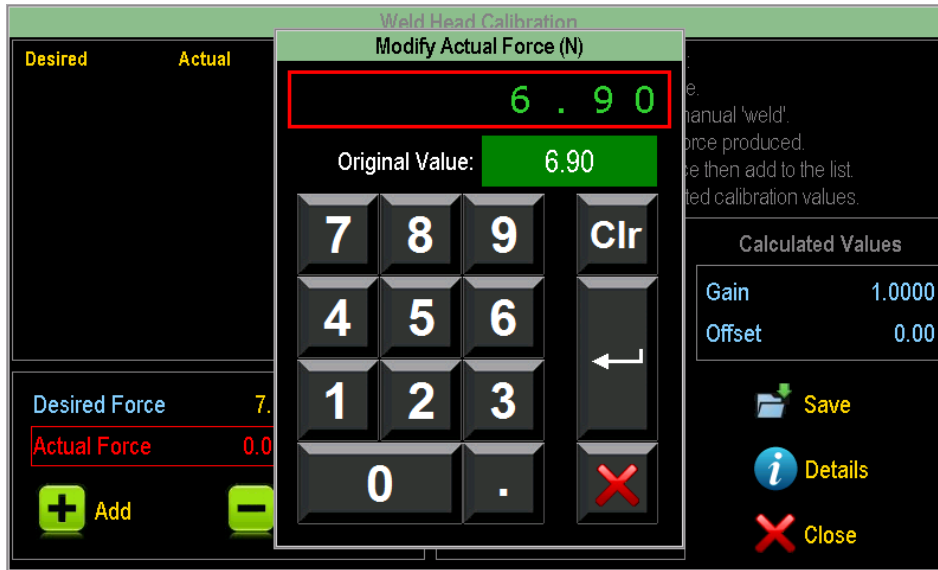 Weld Head Calibration
Modify Actual Force (N)
Desired Actual
6.90
Original Value: 6.90
e.
manual 'weld'.
force produced.
then add to the list.
calibration values.
7 8 9 Clr
4 5 6
1 2 3
0 .
Calculated Values
Gain 1.0000
Offset 0.00
Desired Force 7.
Actual Force 0.0
Add
Save
Details
Close